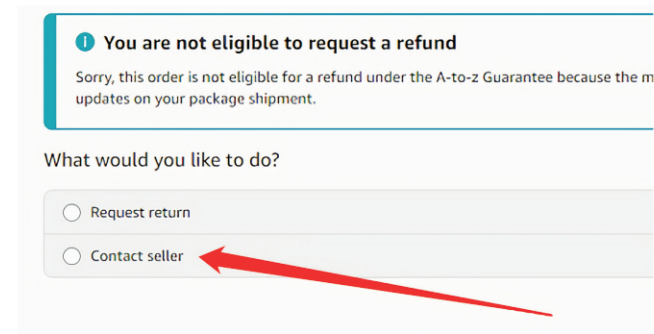 You are not eligible to request a refund
Sorry, this order is not eligible for a refund under the A-to-z Guarantee because the m
updates on your package shipment.
What would you like to do?
Request return
Contact seller